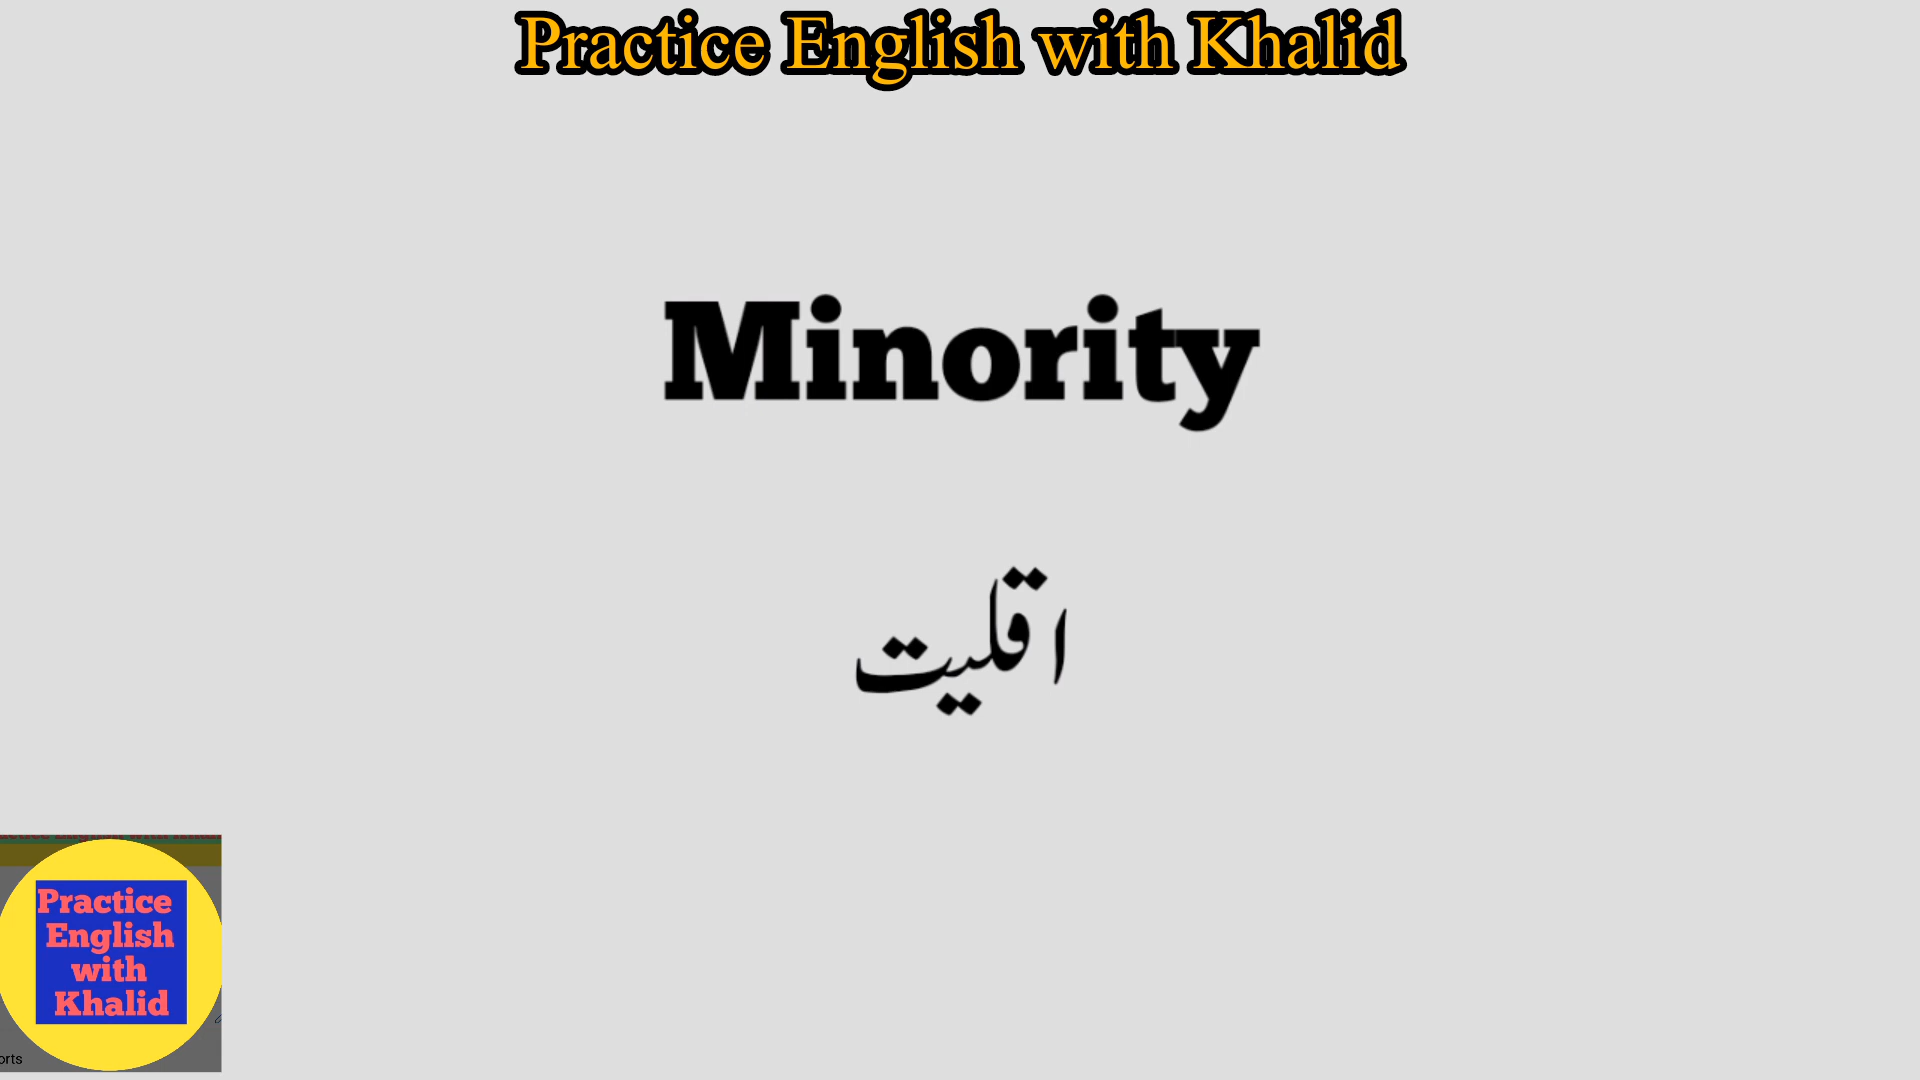 Practice English with Khalid
Minority
اقلیت
Practice
English
with
Khalid
orts